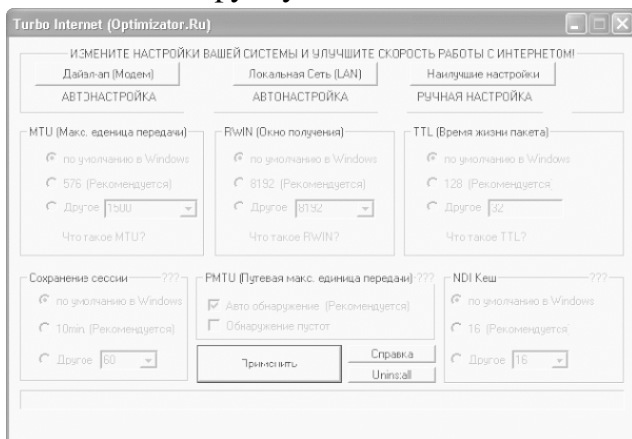 Turbo Internet (Optimizator.Ru)
ИЗМЕНИТЕ НАСТРОЙКИ ВАШЕЙ СИСТЕМЫ И УЛУЧШИТЕ СКОРОСТЬ РАБОТЫ С ИНТЕРНЕТОМ!
Дайал-ап (Модем) Локальная Сеть (LAN) Наилучшие настройки
АВТОНАСТРОЙКА АВТОНАСТРОЙКА РУЧНАЯ НАСТРОЙКА
MTU (Макс. еденица передачи) RWIN (Окно получения) TTL (Время жизни пакета)
по умолчанию в Windows по умолчанию в Windows по умолчанию в Windows
576 (Рекомендуется) 8192 (Рекомендуется) 128 (Рекомендуется
Другое 1500 Другое 8192 Другое 32
Что такое MTU? Что такое RWIN? Что такое TTL?
Сохранение сессии ??? PMTU (Путевая макс. единица передачи) ??? NDI Кеш ???
по умолчанию в Windows Авто обнаружение (Рекомендуется) по умолчанию в Windows
10min (Рекомендуется) Обнаружение пустот 16 (Рекомендуется)
Другое 60 Применить Справка Другое 16
Uninstall